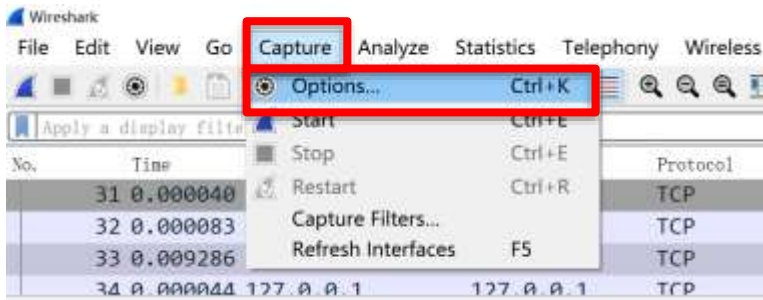 Wireshark
File Edit View Go Capture Analyze Statistics Telephony Wireless
Options... Ctrl+K
Apply a display filte Start Ctrl+E
Stop Ctrl+E
No. Time Protocol
Restart Ctrl+R
31 0.000040 TCP
Capture Filters...
32 0.000083 TCP
Refresh Interfaces F5
33 0.009286 TCP
34 0.000044 127.0.0.1 127.0.0.1 TCP